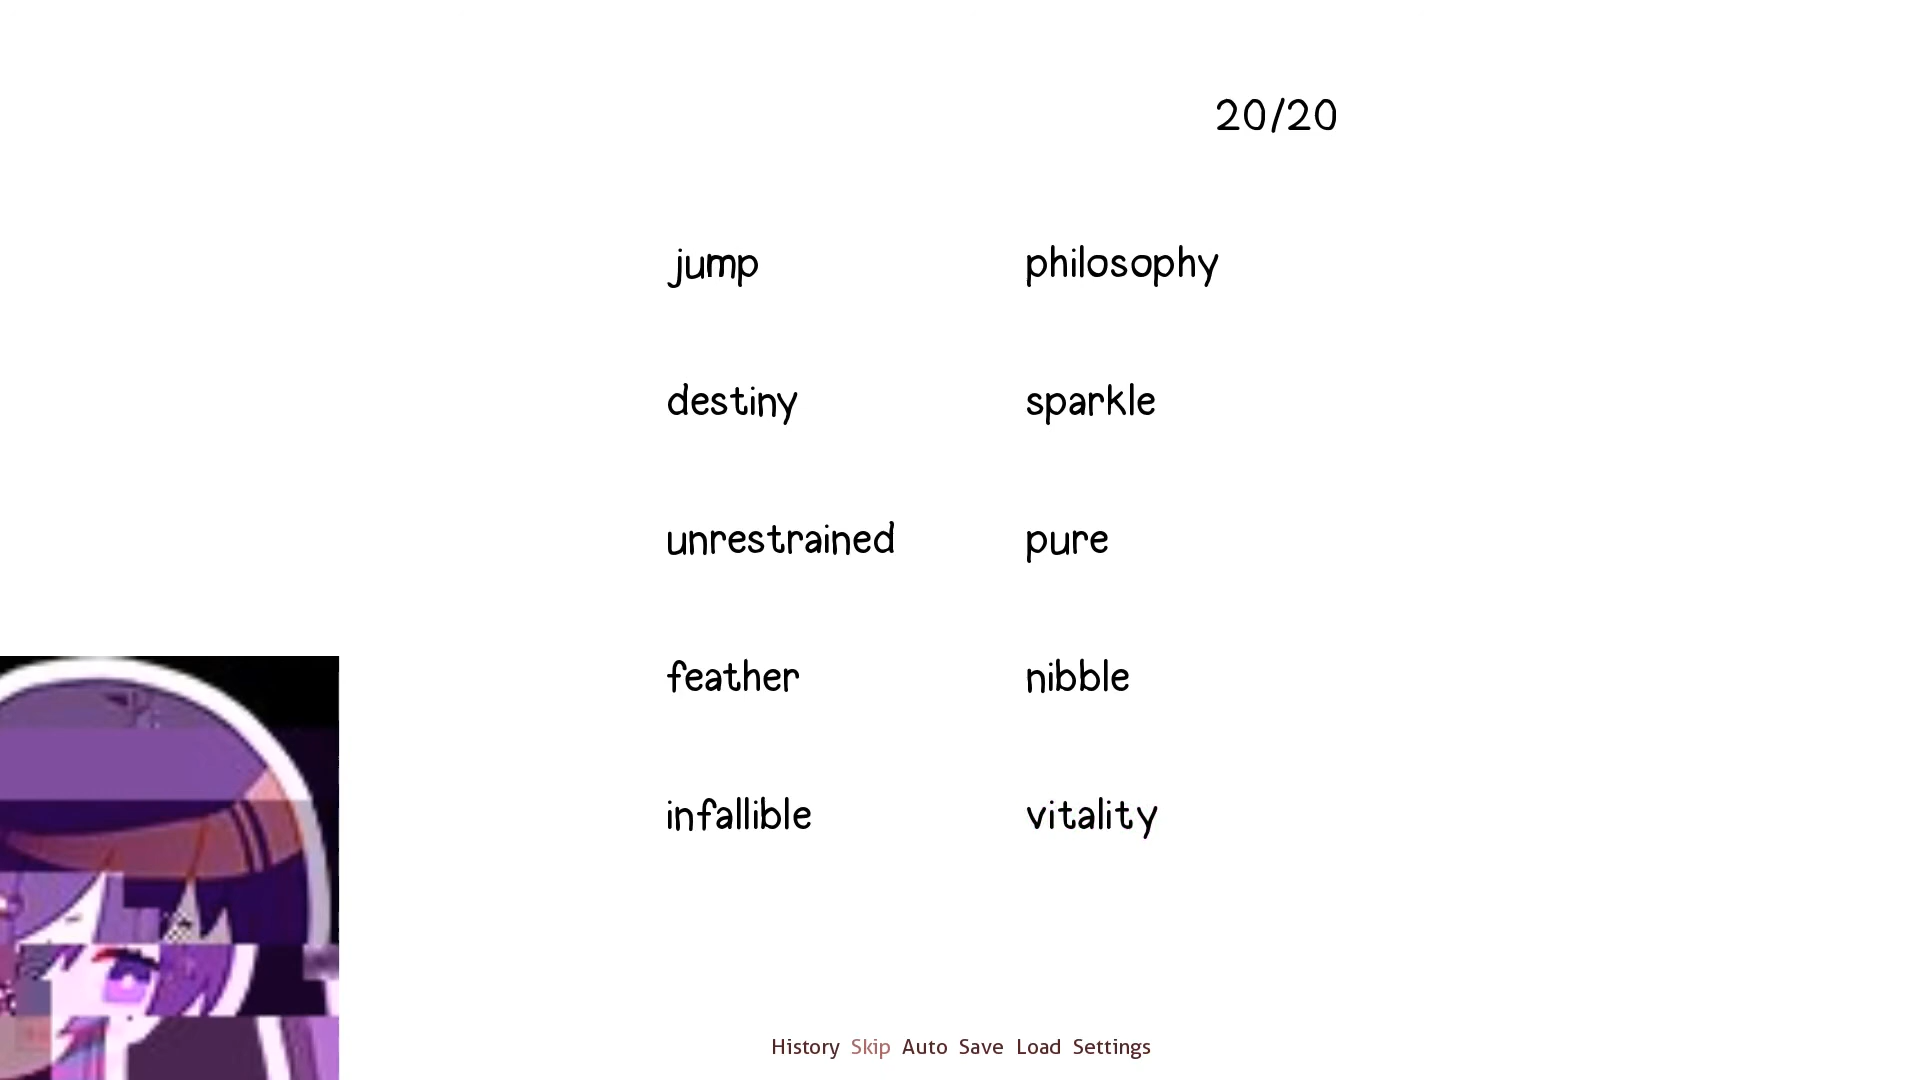 20/20
jump philosophy
destiny sparkle
unrestrained pure
feather nibble
infallible vitality
History Skip Auto Save Load Settings